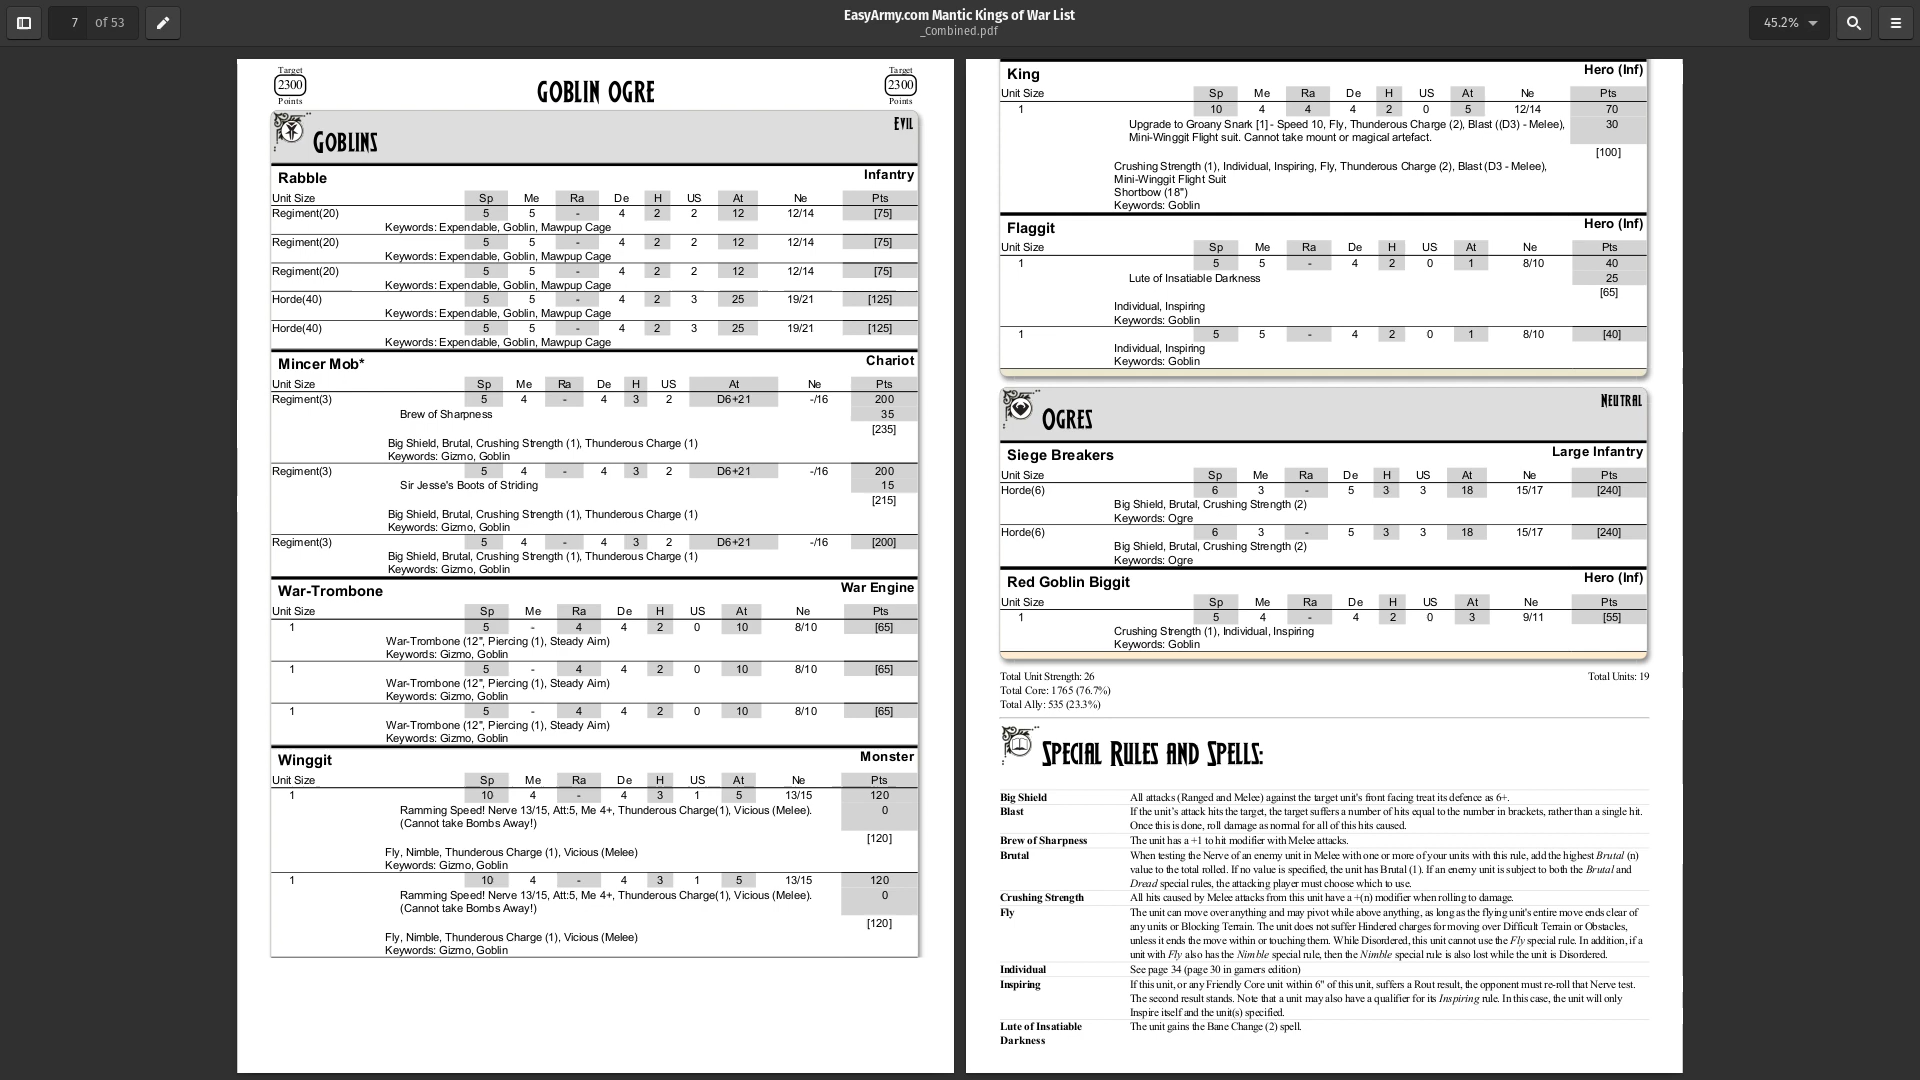 7 of 53
EasyArmy.com Mantic Kings of War List
_Combined.pdf
45.2%
Target
2300
Points
GOBLIN OGRE
Target
2300
Points
GOBLINS
EVIL
Rabble Infantry
Unit Size Sp Me Ra De H US At Ne Pts
Regiment(20) 5 5 - 4 2 2 12 12/14 [75]
Keywords: Expendable, Goblin, Mawpup Cage
Regiment(20) 5 5 - 4 2 2 12 12/14 [75]
Keywords: Expendable, Goblin, Mawpup Cage
Regiment(20) 5 5 - 4 2 2 12 12/14 [75]
Keywords: Expendable, Goblin, Mawpup Cage
Horde(40) 5 5 - 4 2 3 25 19/21 [125]
Keywords: Expendable, Goblin, Mawpup Cage
Horde(40) 5 5 - 4 2 3 25 19/21 [125]
Keywords: Expendable, Goblin, Mawpup Cage
Mincer Mob* Chariot
Unit Size Sp Me Ra De H US At Ne Pts
Regiment(3) 5 4 - 4 3 2 D6+21 -/16 200
Brew of Sharpness 35
[235]
Big Shield, Brutal, Crushing Strength (1), Thunderous Charge (1)
Keywords: Gizmo, Goblin
Regiment(3) 5 4 - 4 3 2 D6+21 -/16 200
Sir Jesse's Boots of Striding 15
[215]
Big Shield, Brutal, Crushing Strength (1), Thunderous Charge (1)
Keywords: Gizmo, Goblin
Regiment(3) 5 4 - 4 3 2 D6+21 -/16 [200]
Big Shield, Brutal, Crushing Strength (1), Thunderous Charge (1)
Keywords: Gizmo, Goblin
War-Trombone War Engine
Unit Size Sp Me Ra De H US At Ne Pts
1 5 - 4 4 2 0 10 8/10 [65]
War-Trombone (12", Piercing (1), Steady Aim)
Keywords: Gizmo, Goblin
1 5 - 4 4 2 0 10 8/10 [65]
War-Trombone (12", Piercing (1), Steady Aim)
Keywords: Gizmo, Goblin
1 5 - 4 4 2 0 10 8/10 [65]
War-Trombone (12", Piercing (1), Steady Aim)
Keywords: Gizmo, Goblin
Winggit Monster
Unit Size Sp Me Ra De H US At Ne Pts
1 10 4 - 4 3 1 5 13/15 120
Ramming Speed! Nerve 13/15, Att:5, Me 4+, Thunderous Charge(1), Vicious (Melee). 0
(Cannot take Bombs Away!)
[120]
Fly, Nimble, Thunderous Charge (1), Vicious (Melee)
Keywords: Gizmo, Goblin
1 10 4 - 4 3 1 5 13/15 120
Ramming Speed! Nerve 13/15, Att:5, Me 4+, Thunderous Charge(1), Vicious (Melee). 0
(Cannot take Bombs Away!)
[120]
Fly, Nimble, Thunderous Charge (1), Vicious (Melee)
Keywords: Gizmo, Goblin
King Hero (Inf)
Unit Size Sp Me Ra De H US At Ne Pts
1 10 4 4 4 2 0 5 12/14 70
Upgrade to Groany Snark [1] - Speed 10, Fly, Thunderous Charge (2), Blast ((D3) - Melee), 30
Mini-Winggit Flight suit. Cannot take mount or magical artefact.
[100]
Crushing Strength (1), Individual, Inspiring, Fly, Thunderous Charge (2), Blast(D3 - Melee),
Mini-Winggit Flight Suit
Shortbow (18")
Keywords: Goblin
Flaggit Hero (Inf)
Unit Size Sp Me Ra De H US At Ne Pts
1 5 5 - 4 2 0 1 8/10 40
Lute of Insatiable Darkness 25
[65]
Individual, Inspiring
Keywords: Goblin
1 5 5 - 4 2 0 1 8/10 [40]
Individual, Inspiring
Keywords: Goblin
OGRES
NEUTRAL
Siege Breakers Large Infantry
Unit Size Sp Me Ra De H US At Ne Pts
Horde(6) 6 3 - 5 3 3 18 15/17 [240]
Big Shield, Brutal, Crushing Strength (2)
Keywords: Ogre
Horde(6) 6 3 - 5 3 3 18 15/17 [240]
Big Shield, Brutal, Crushing Strength (2)
Keywords: Ogre
Red Goblin Biggit Hero (Inf)
Unit Size Sp Me Ra De H US At Ne Pts
1 5 4 - 4 2 0 3 9/11 [55]
Crushing Strength (1), Individual, Inspiring
Keywords: Goblin
Total Unit Strength: 26 Total Units: 19
Total Core: 1765 (76.7%)
Total Ally: 535 (23.3%)
SPECIAL RULES AND SPELLS:
Big Shield All attacks (Ranged and Melee) against the target unit's front facing treat its defence as 6+.
Blast If the unit's attack hits the target, the target suffers a number of hits equal to the number in brackets, rather than a single hit.
Once this is done, roll damage as normal for all of this hits caused.
Brew of Sharpness The unit has a +1 to hit modifier with Melee attacks.
Brutal When testing the Nerve of an enemy unit in Melee with one or more of your units with this rule, add the highest Brutal (n)
value to the total rolled. If no value is specified, the unit has Brutal (1). If an enemy unit is subject to both the Brutal and
Dread special rules, the attacking player must choose which to use.
Crushing Strength All hits caused by Melee attacks from this unit have a +(n) modifier when rolling to damage.
Fly The unit can move over anything and may pivot while above anything, as long as the flying unit's entire move ends clear of
any units or Blocking Terrain. The unit does not suffer Hindered charges for moving over Difficult Terrain or Obstacles,
unless it ends the move within or touching them. While Disordered, this unit cannot use the Fly special rule. In addition, if a
unit with Fly also has the Nimble special rule, then the Nimble special rule is also lost while the unit is Disordered.
Individual See page 34 (page 30 in gamers edition)
Inspiring If this unit, or any Friendly Core unit within 6" of this unit, suffers a Rout result, the opponent must re-roll that Nerve test.
The second result stands. Note that a unit may also have a qualifier for its Inspiring rule. In this case, the unit will only
Inspire itself and the unit(s) specified.
Lute of Insatiable The unit gains the Bane Change (2) spell.
Darkness